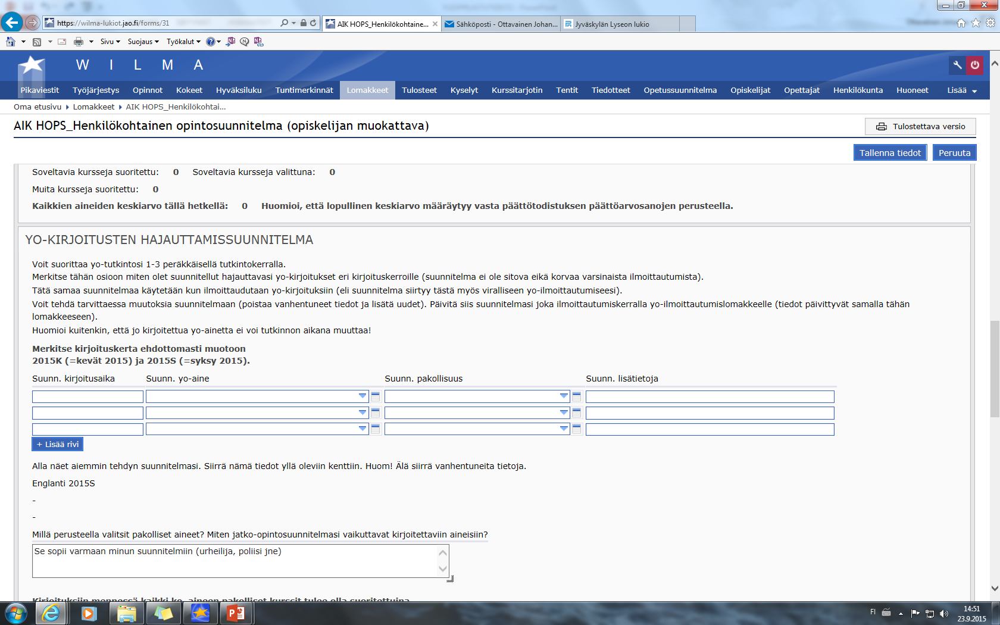 https://wilma-lukiot.jao.fi/forms/31
AIK HOPS_Henkilökohtaine...
Sähköposti - Ottavainen Johan...
Jyväskylän Lyseon lukio
Sivu
Suojaus
Työkalut
WILMA
Pikaviestit Työjärjestys Opinnot Kokeet Hyväksiluku Tuntimerkinnät Lomakkeet Tulosteet Kyselyt Kurssitarjotin Tentit Tiedotteet Opetussuunnitelma Opiskelijat Opettajat Henkilökunta Huoneet Lisää
Oma etusivu Lomakkeet AIK HOPS_Henkilökohtai...
AIK HOPS_Henkilökohtainen opintosuunnitelma (opiskelijan muokattava)
Tulostettava versio
Tallenna tiedot Peruuta
Soveltavia kursseja suoritettu: 0 Soveltavia kursseja valittuna: 0
Muita kursseja suoritettu: 0
Kaikkien aineiden keskiarvo tällä hetkellä: 0 Huomioi, että lopullinen keskiarvo määräytyy vasta päättötodistuksen päättöarvosanojen perusteella.
YO-KIRJOITUSTEN HAJAUTTAMISSUUNNITELMA
Voit suorittaa yo-tutkintosi 1-3 peräkkäisellä tutkintokerralla.
Merkitse tähän osioon miten olet suunnitellut hajauttavasi yo-kirjoitukset eri kirjoituskerroille (suunnitelma ei ole sitova eikä korvaa varsinaista ilmoittautumista).
Tätä samaa suunnitelmaa käytetään kun ilmoittaudutaan yo-kirjoituksiin (eli suunnitelma siirtyy tästä myös viralliseen yo-ilmoittautumiseesi).
Voit tehdä tarvittaessa muutoksia suunnitelmaan (poistaa vanhentuneet tiedot ja lisätä uudet). Päivitä siis suunnitelmasi joka ilmoittautumiskerralla yo-ilmoittautumislomakkeelle (tiedot päivittyvät samalla tähän
lomakkeeseen).
Huomioi kuitenkin, että jo kirjoitettua yo-ainetta ei voi tutkinnon aikana muuttaa!
Merkitse kirjoituskerta ehdottomasti muotoon
2015K (=kevät 2015) ja 2015S (=syksy 2015).
Suunn. kirjoitusaika Suunn. yo-aine Suunn. pakollisuus Suunn. lisätietoja
+ Lisää rivi
Alla näet aiemmin tehdyn suunnitelmasi. Siirrä nämä tiedot yllä oleviin kenttiin. Huom! Älä siirrä vanhentuneita tietoja.
Englanti 2015S
-
-
Millä perusteella valitsit pakolliset aineet? Miten jatko-opintosuunnitelmasi vaikuttavat kirjoitettaviin aineisiin?
Se sopii varmaan minun suunnitelmiin (urheilija, poliisi jne)
Kirjoituksiin mennessä kaikki ko. aineen pakolliset kurssit tulee olla suoritettuina.
FI
14:51
23.9.2015